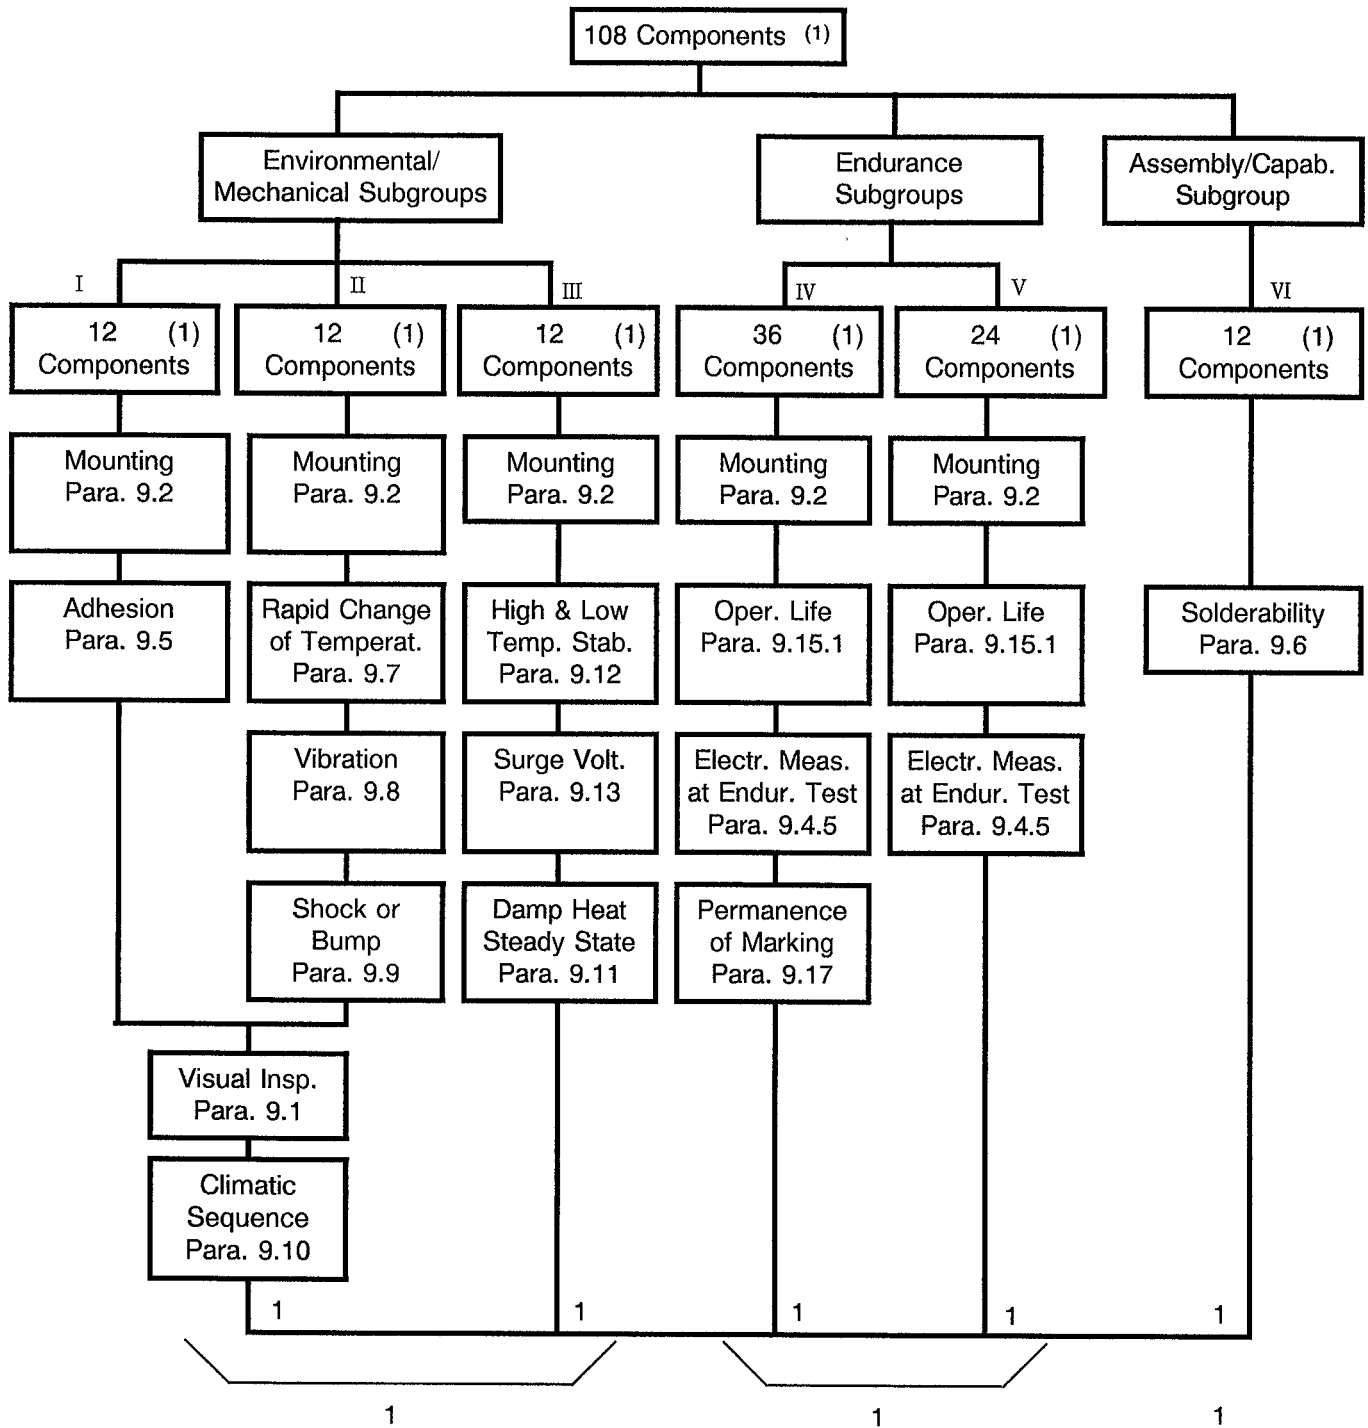 108 Components (1)
Environmental/
Mechanical Subgroups
Endurance
Subgroups
Assembly/Capab.
Subgroup
I
II
III
IV
V
VI
12 (1)
Components
12 (1)
Components
12 (1)
Components
36 (1)
Components
24 (1)
Components
12 (1)
Components
Mounting
Para. 9.2
Mounting
Para. 9.2
Mounting
Para. 9.2
Mounting
Para. 9.2
Mounting
Para. 9.2
Adhesion
Para. 9.5
Rapid Change
of Temperat.
Para. 9.7
High & Low
Temp. Stab.
Para. 9.12
Oper. Life
Para. 9.15.1
Oper. Life
Para. 9.15.1
Solderability
Para. 9.6
Vibration
Para. 9.8
Surge Volt.
Para. 9.13
Electr. Meas.
at Endur. Test
Para. 9.4.5
Electr. Meas.
at Endur. Test
Para. 9.4.5
Shock or
Bump
Para. 9.9
Damp Heat
Steady State
Para. 9.11
Permanence
of Marking
Para. 9.17
Visual Insp.
Para. 9.1
Climatic
Sequence
Para. 9.10
1
1
1
1
1
1
1
1